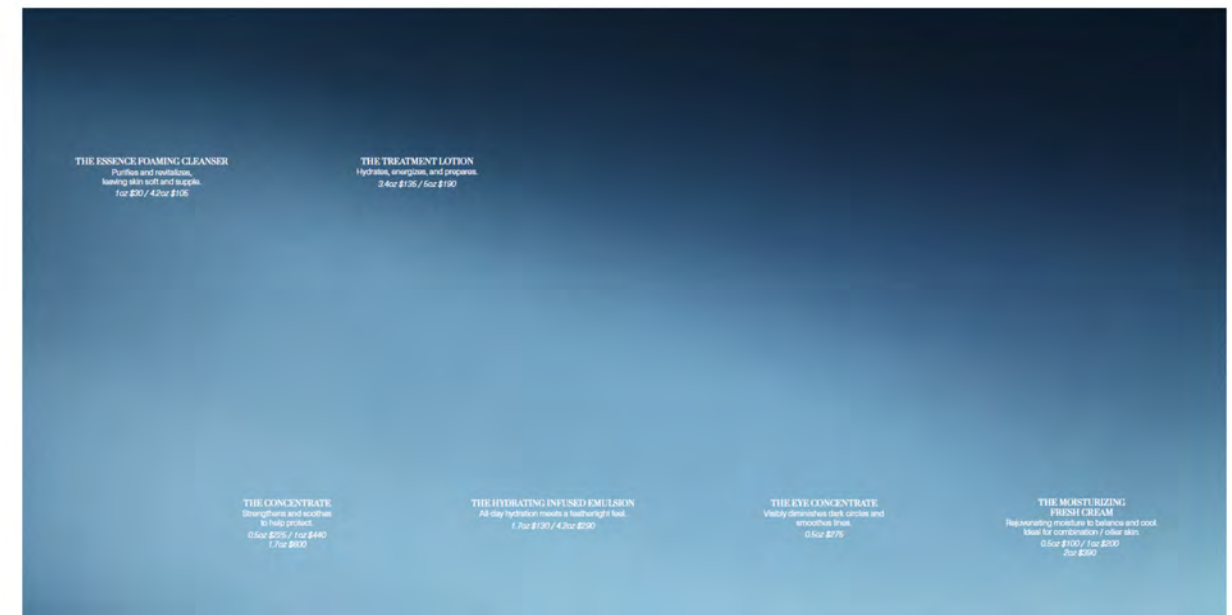 THE ESSENCE FOAMING CLEANSER
Purifies and revitalizes,
leaving skin soft and supple.
1oz $30 / 4.2oz $105
THE TREATMENT LOTION
Hydrates, energizes, and prepares.
3.4oz $135 / 5oz $190
THE CONCENTRATE
Strengthens and soothes
to help protect.
0.5oz $225 / 1oz $440
1.7oz $600
THE HYDRATING INFUSED EMULSION
All-day hydration meets a feathertight feel.
1.7oz $130 / 4.2oz $290
THE EYE CONCENTRATE
Visibly diminishes dark circles and
smoothes lines.
0.5oz $275
THE MOISTURIZING
FRESH CREAM
Rejuvenating moisture to balance and cool.
Ideal for combination / oilier skin.
0.5oz $100 / 1oz $200
2oz $390